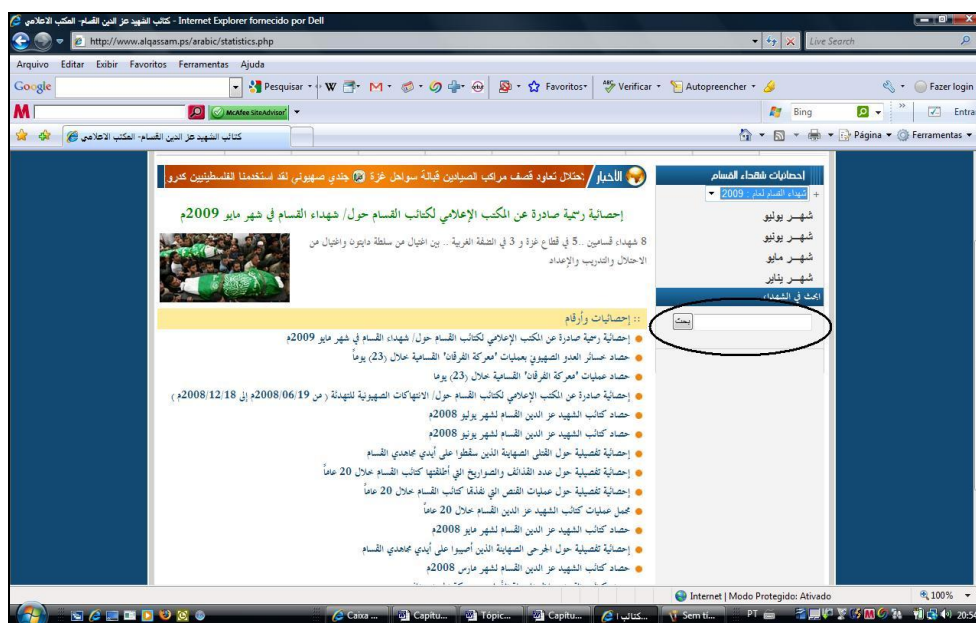 كتائب الشهيد عز الدين القسام- المكتب الاعلامي - Internet Explorer fornecido por Dell
http://www.alqassam.ps/arabic/statistics.php
Live Search
Arquivo Editar Exibir Favoritos Ferramentas Ajuda
Google Pesquisar W M Favoritos Verificar Autopreencher Fazer login
M McAfee SiteAdvisor Bing Entra
كتائب الشهيد عز الدين القسام- المكتب الاعلامي
Página Ferramentas
إحصائيات شهداء القسام
شهداء القسام لعام : 2009
شهـــر يوليو
شهـــر يونيو
شهـــر مايو
شهـــر يناير
ابحث في الشهداء
بحث
الأخبار
إحتلال تعاود قصف مراكب الصيادين قبالة سواحل غزة جندي صهيوني لقد استخدمنا الفلسطينيين كدرو
إحصائية رسمية صادرة عن المكتب الإعلامي لكتائب القسام حول/ شهداء القسام في شهر مايو 2009م
8 شهداء قساميين ..5 في قطاع غزة و 3 في الضفة الغربية .. بين اغتيال من سلطة دايتون واغتيال من
الاحتلال والتدريب والإعداد
:: إحصائيات وأرقام
إحصائية رسمية صادرة عن المكتب الإعلامي لكتائب القسام حول/ شهداء القسام في شهر مايو 2009م
حصاد خسائر العدو الصهيوني بعمليات "معركة الفرقان" القسامية خلال (23) يوماً
حصاد عمليات "معركة الفرقان" القسامية خلال (23) يوما
إحصائية صادرة عن المكتب الإعلامي لكتائب القسام حول/ الانتهاكات الصهيونية للتهدئة ( من 2008/06/19م إلى 2008/12/18م )
حصاد كتائب الشهيد عز الدين القسام لشهر يوليو 2008م
حصاد كتائب الشهيد عز الدين القسام لشهر يونيو 2008م
إحصائية تفصيلية حول القتلى الصهاينة الذين سقطوا على أيدي مجاهدي القسام
إحصائية تفصيلية حول عدد القذائف والصواريخ التي أطلقتها كتائب القسام خلال 20 عاماً
إحصائية تفصيلية حول عمليات القنص التي نفذها كتائب القسام خلال 20 عاماً
مجمل عمليات كتائب الشهيد عز الدين القسام خلال 20 عاماً
حصاد كتائب الشهيد عز الدين القسام لشهر مايو 2008م
إحصائية تفصيلية حول الجرحى الصهاينة الذين أصيبوا على أيدي مجاهدي القسام
حصاد كتائب الشهيد عز الدين القسام لشهر مارس 2008م
Internet | Modo Protegido: Ativado 100%
Caixa ... Capítu... Tópic... Capítu... كتائب ا... Sem tí... PT 20:54